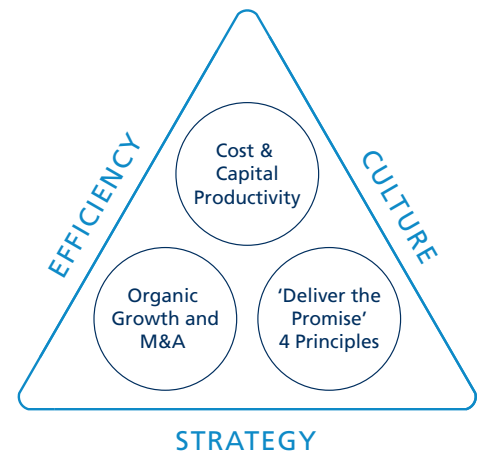 EFFICIENCY
CULTURE
Cost &
Capital
Productivity
Organic
Growth and
M&A
'Deliver the
Promise'
4 Principles
STRATEGY